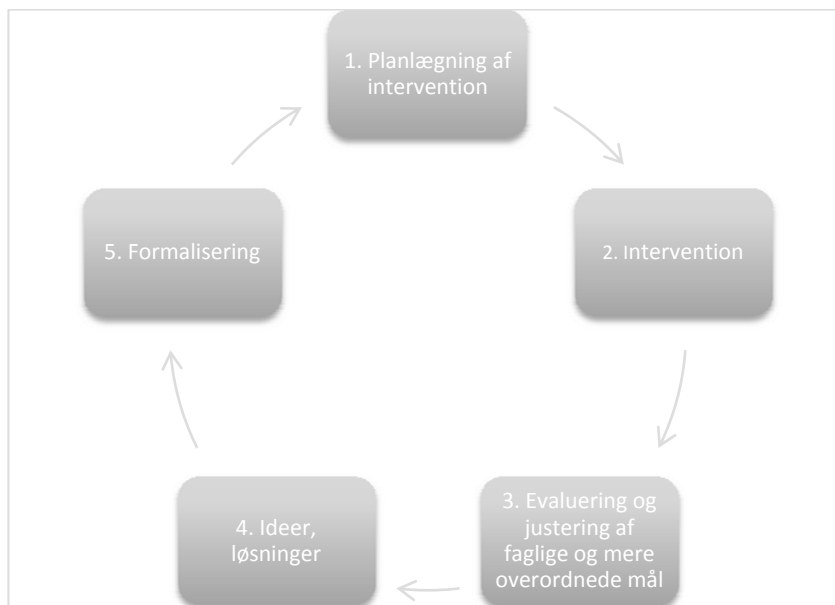 1. Planlægning af
intervention
2. Intervention
3. Evaluering og
justering af
faglige og mere
overordnede mål
4. Ideer,
løsninger
5. Formalisering